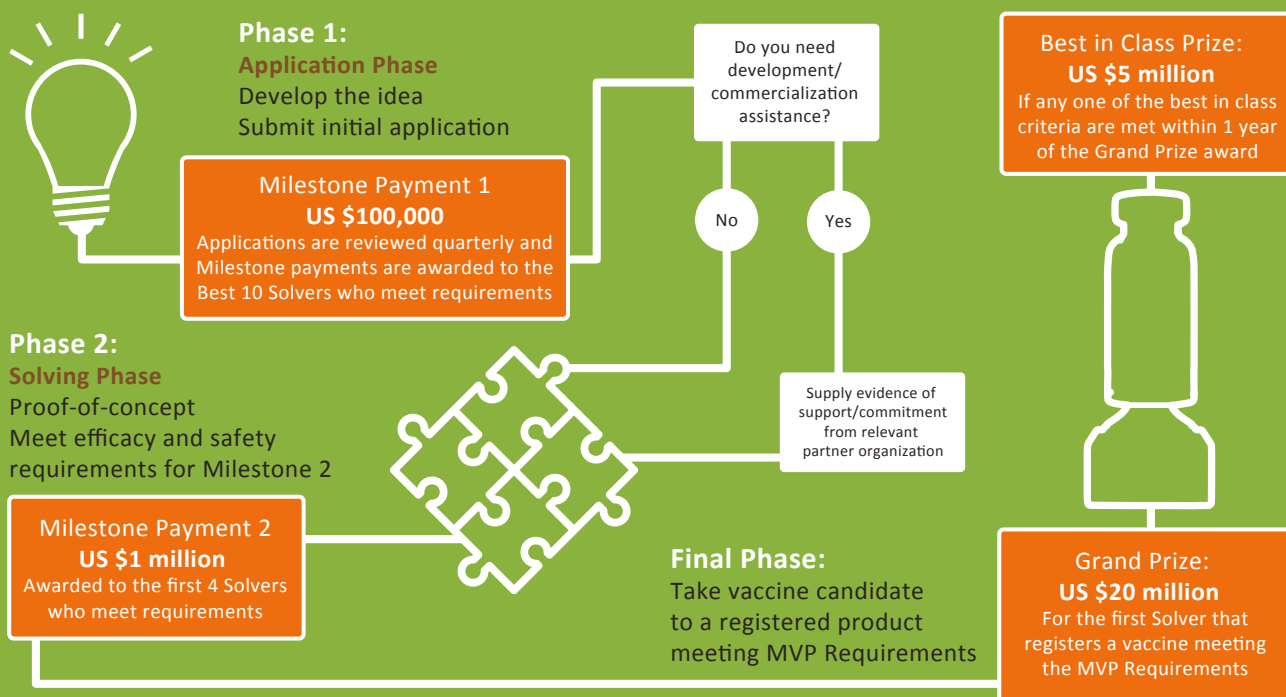 Phase 1:
Application Phase
Develop the idea
Submit initial application
Milestone Payment 1
US $100,000
Applications are reviewed quarterly and
Milestone payments are awarded to the
Best 10 Solvers who meet requirements
Do you need
development/
commercialization
assistance?
No
Yes
Supply evidence of
support/commitment
from relevant
partner organization
Phase 2:
Solving Phase
Proof-of-concept
Meet efficacy and safety
requirements for Milestone 2
Milestone Payment 2
US $1 million
Awarded to the first 4 Solvers
who meet requirements
Final Phase:
Take vaccine candidate
to a registered product
meeting MVP Requirements
Grand Prize:
US $20 million
For the first Solver that
registers a vaccine meeting
the MVP Requirements
Best in Class Prize:
US $5 million
If any one of the best in class
criteria are met within 1 year
of the Grand Prize award